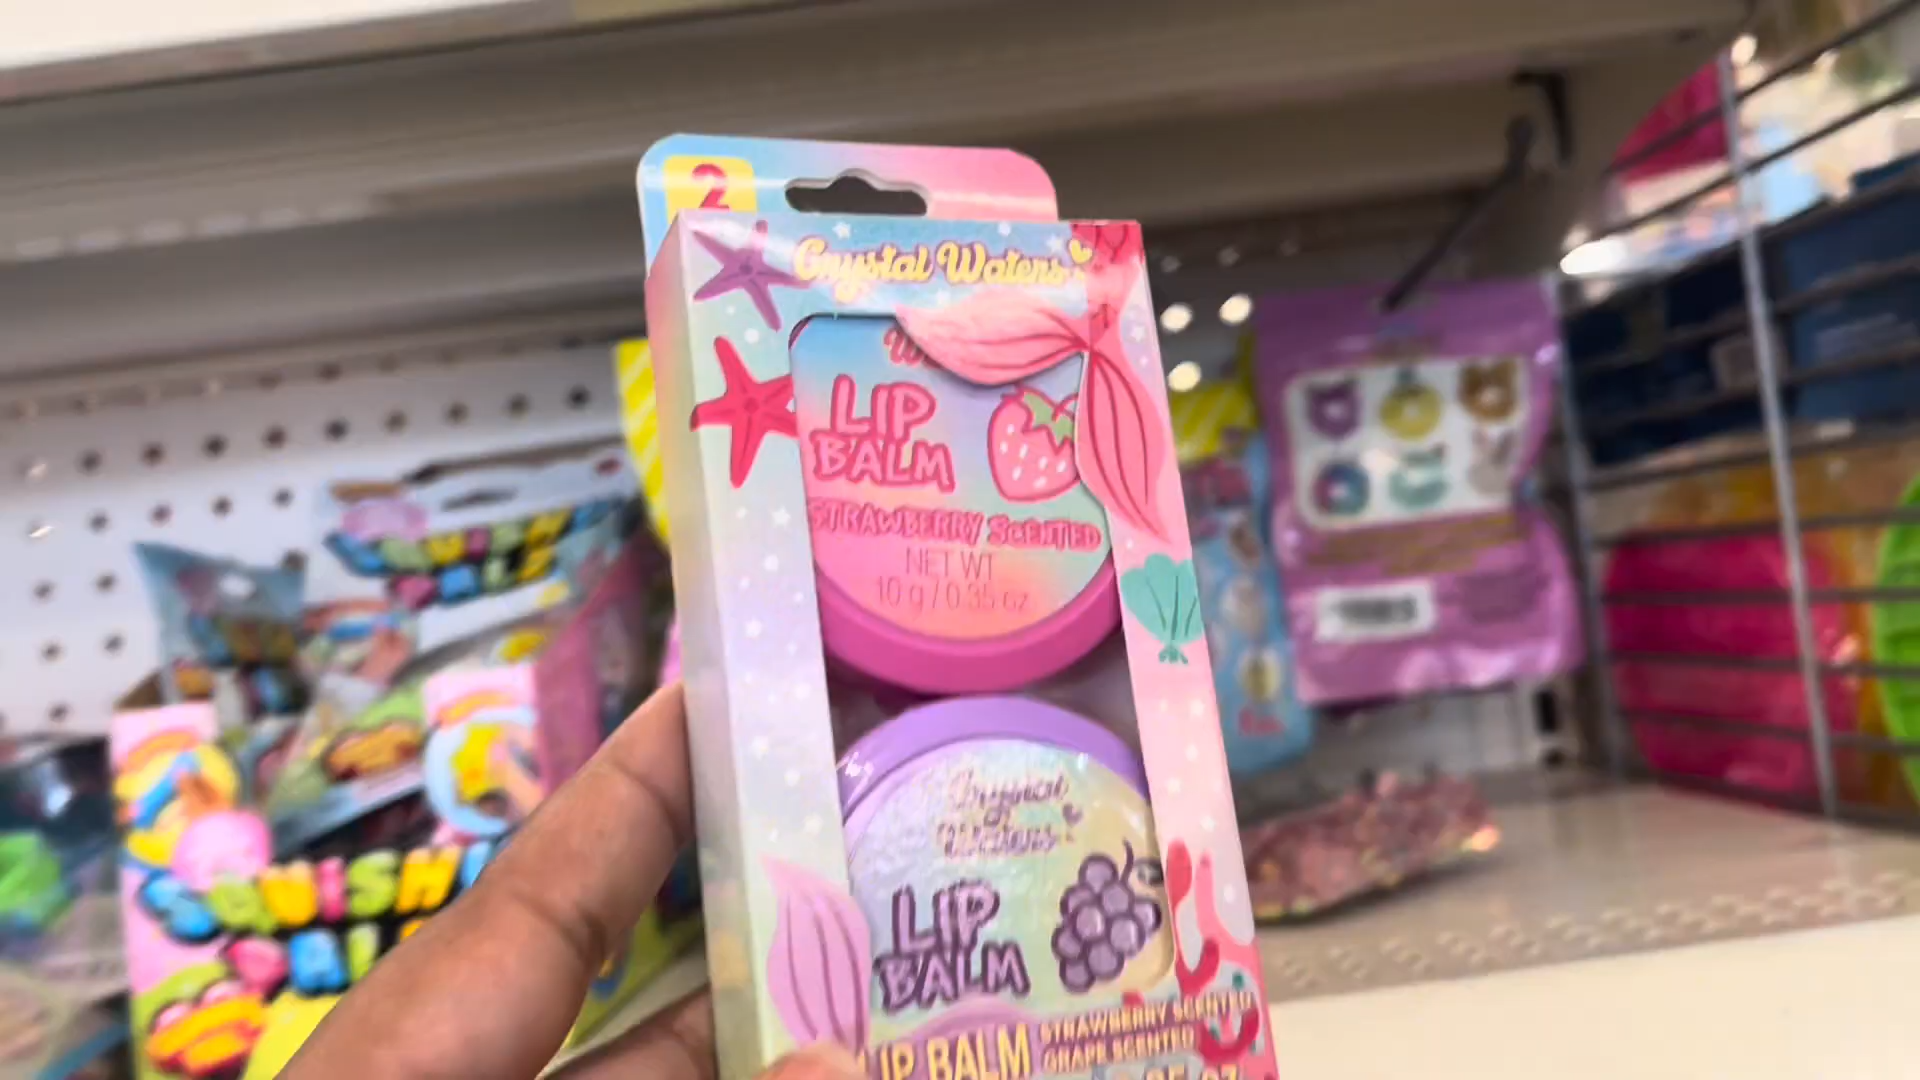 2
Crystal Waters
LIP
BALM
STRAWBERRY SCENTED
NET WT
10 g / 0.35 oz
Crystal
Waters
LIP
BALM
LIP BALM
STRAWBERRY SCENTED
GRAPE SCENTED
SQUISH